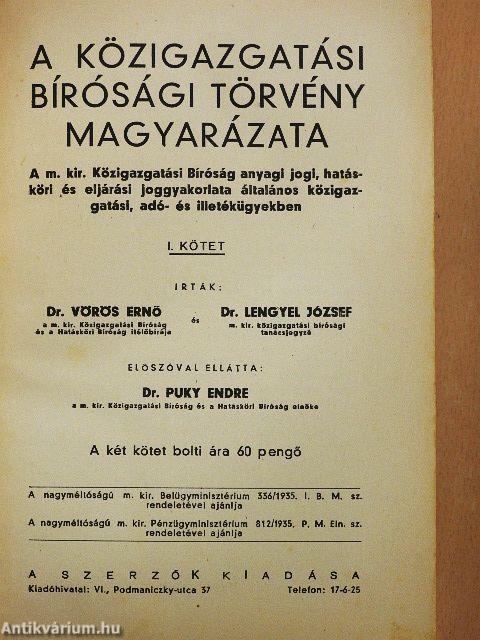 A KÖZIGAZGATÁSI
BÍRÓSÁGI TÖRVÉNY
MAGYARÁZATA
A m. kir. Közigazgatási Bíróság anyagi jogi, hatás-
köri és eljárási joggyakorlata általános közigaz-
gatási, adó- és illetékügyekben
I. KÖTET
IRTÁK:
Dr. VÖRÖS ERNŐ
a m. kir. Közigazgatási Bíróság
és a Hatásköri Bíróság ítélőbírája
és
Dr. LENGYEL JÓZSEF
m. kir. közigazgatási bírósági
tanácsjegyző
ELŐSZÓVAL ELLÁTTA:
Dr. PUKY ENDRE
a m. kir. Közigazgatási Bíróság és a Hatásköri Bíróság elnöke
A két kötet bolti ára 60 pengő
A nagyméltóságú m. kir. Belügyminisztérium 336/1935. I. B. M. sz.
rendeletével ajánlja
A nagyméltóságú m. kir. Pénzügyminisztérium 812/1935. P. M. Eln. sz.
rendeletével ajánlja
A SZERZŐK KIADÁSA
Kiadóhivatal: VI., Podmaniczky-utca 37 Telefon: 17-6-25
Antikvárium.hu